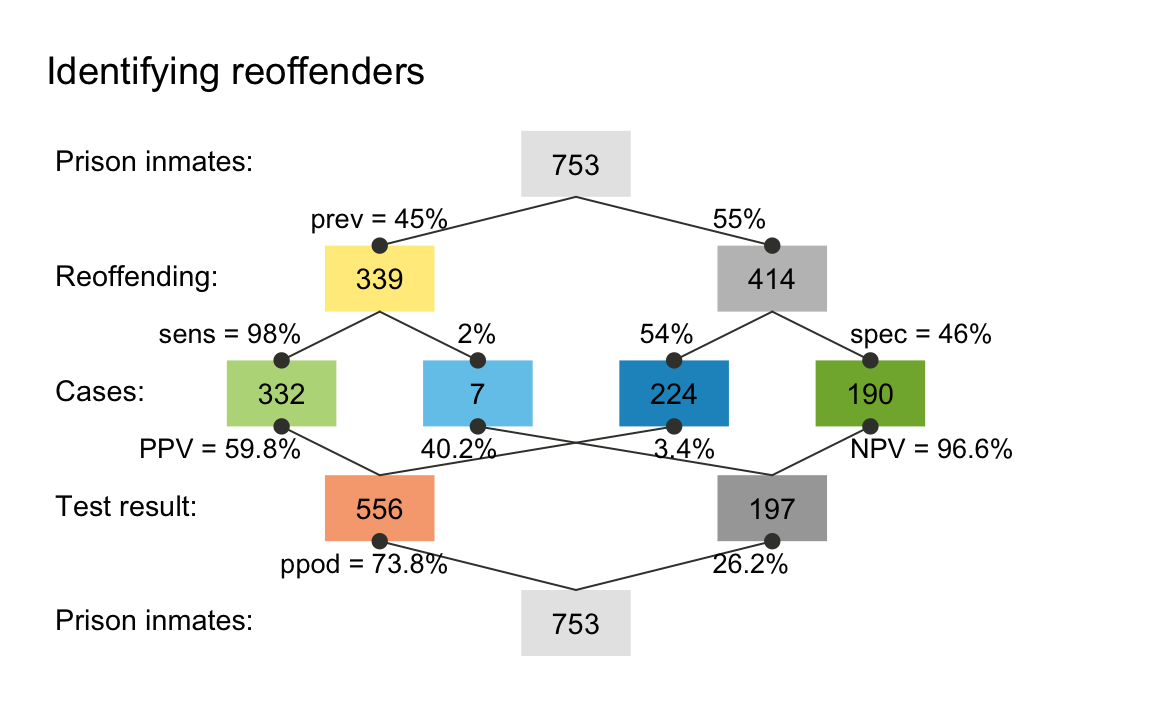 Identifying reoffenders
Prison inmates:
753
prev = 45%
55%
Reoffending:
339
414
sens = 98%
2%
54%
spec = 46%
Cases:
332
7
224
190
PPV = 59.8%
40.2%
3.4%
NPV = 96.6%
Test result:
556
197
ppod = 73.8%
26.2%
Prison inmates:
753